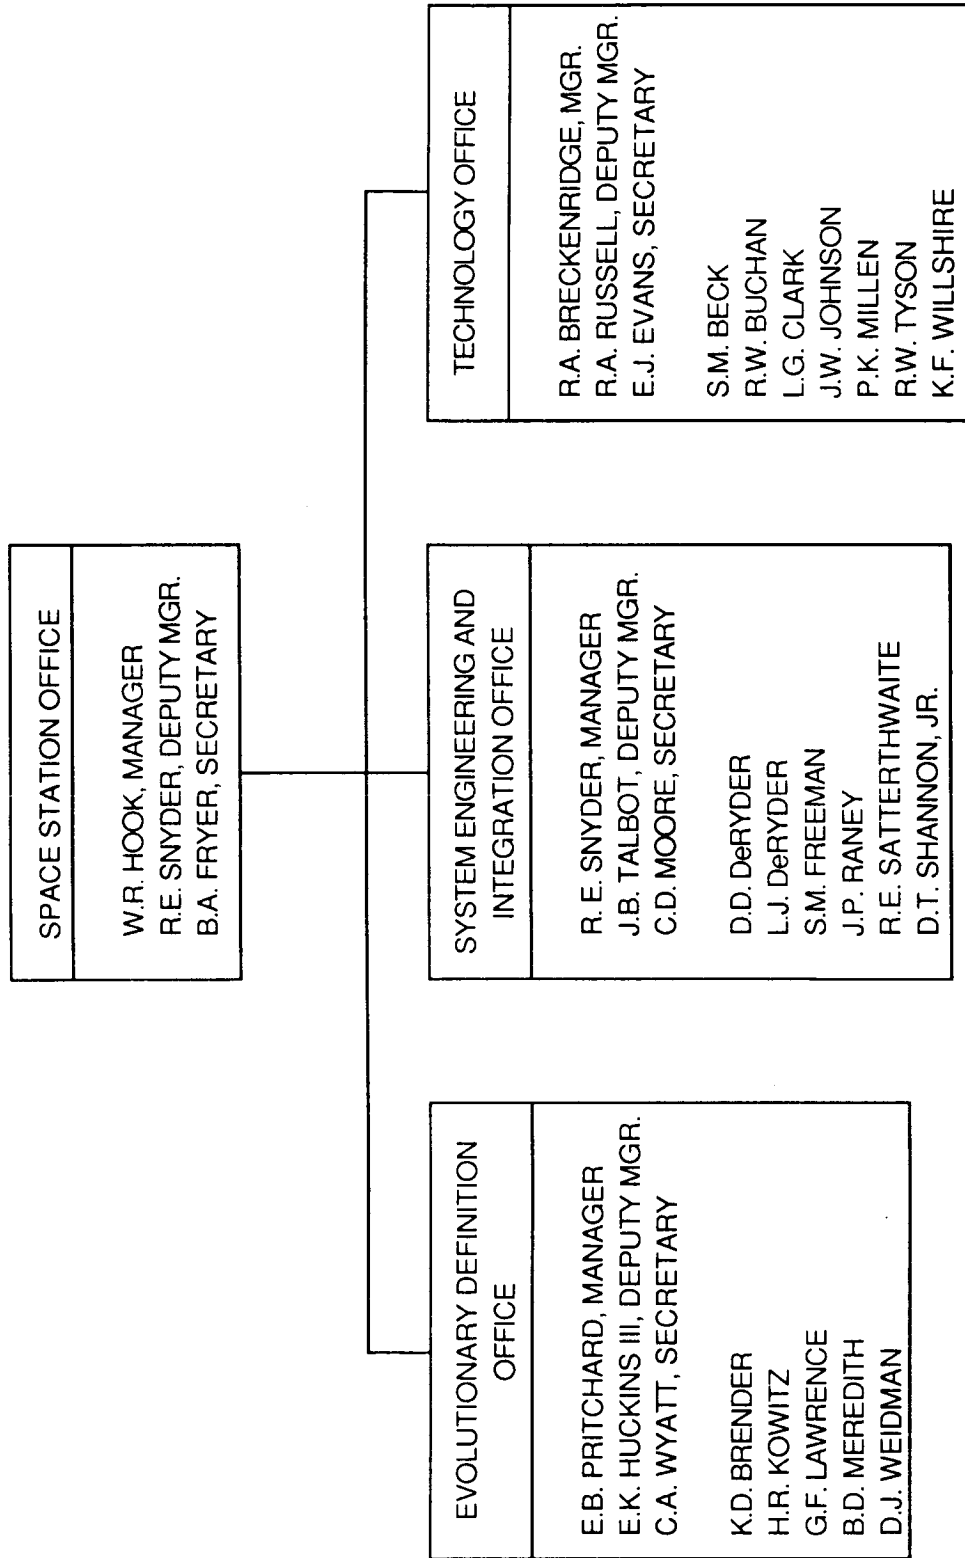 SPACE STATION OFFICE
W.R. HOOK, MANAGER
R.E. SNYDER, DEPUTY MGR.
B.A. FRYER, SECRETARY
EVOLUTIONARY DEFINITION
OFFICE
E.B. PRITCHARD, MANAGER
E.K. HUCKINS III, DEPUTY MGR.
C.A. WYATT, SECRETARY
K.D. BRENDER
H.R. KOWITZ
G.F. LAWRENCE
B.D. MEREDITH
D.J. WEIDMAN
SYSTEM ENGINEERING AND
INTEGRATION OFFICE
R. E. SNYDER, MANAGER
J.B. TALBOT, DEPUTY MGR.
C.D. MOORE, SECRETARY
D.D. DeRYDER
L.J. DeRYDER
S.M. FREEMAN
J.P. RANEY
R.E. SATTERTHWAITE
D.T. SHANNON, JR.
TECHNOLOGY OFFICE
R.A. BRECKENRIDGE, MGR.
R.A. RUSSELL, DEPUTY MGR.
E.J. EVANS, SECRETARY
S.M. BECK
R.W. BUCHAN
L.G. CLARK
J.W. JOHNSON
P.K. MILLEN
R.W. TYSON
K.F. WILLSHIRE